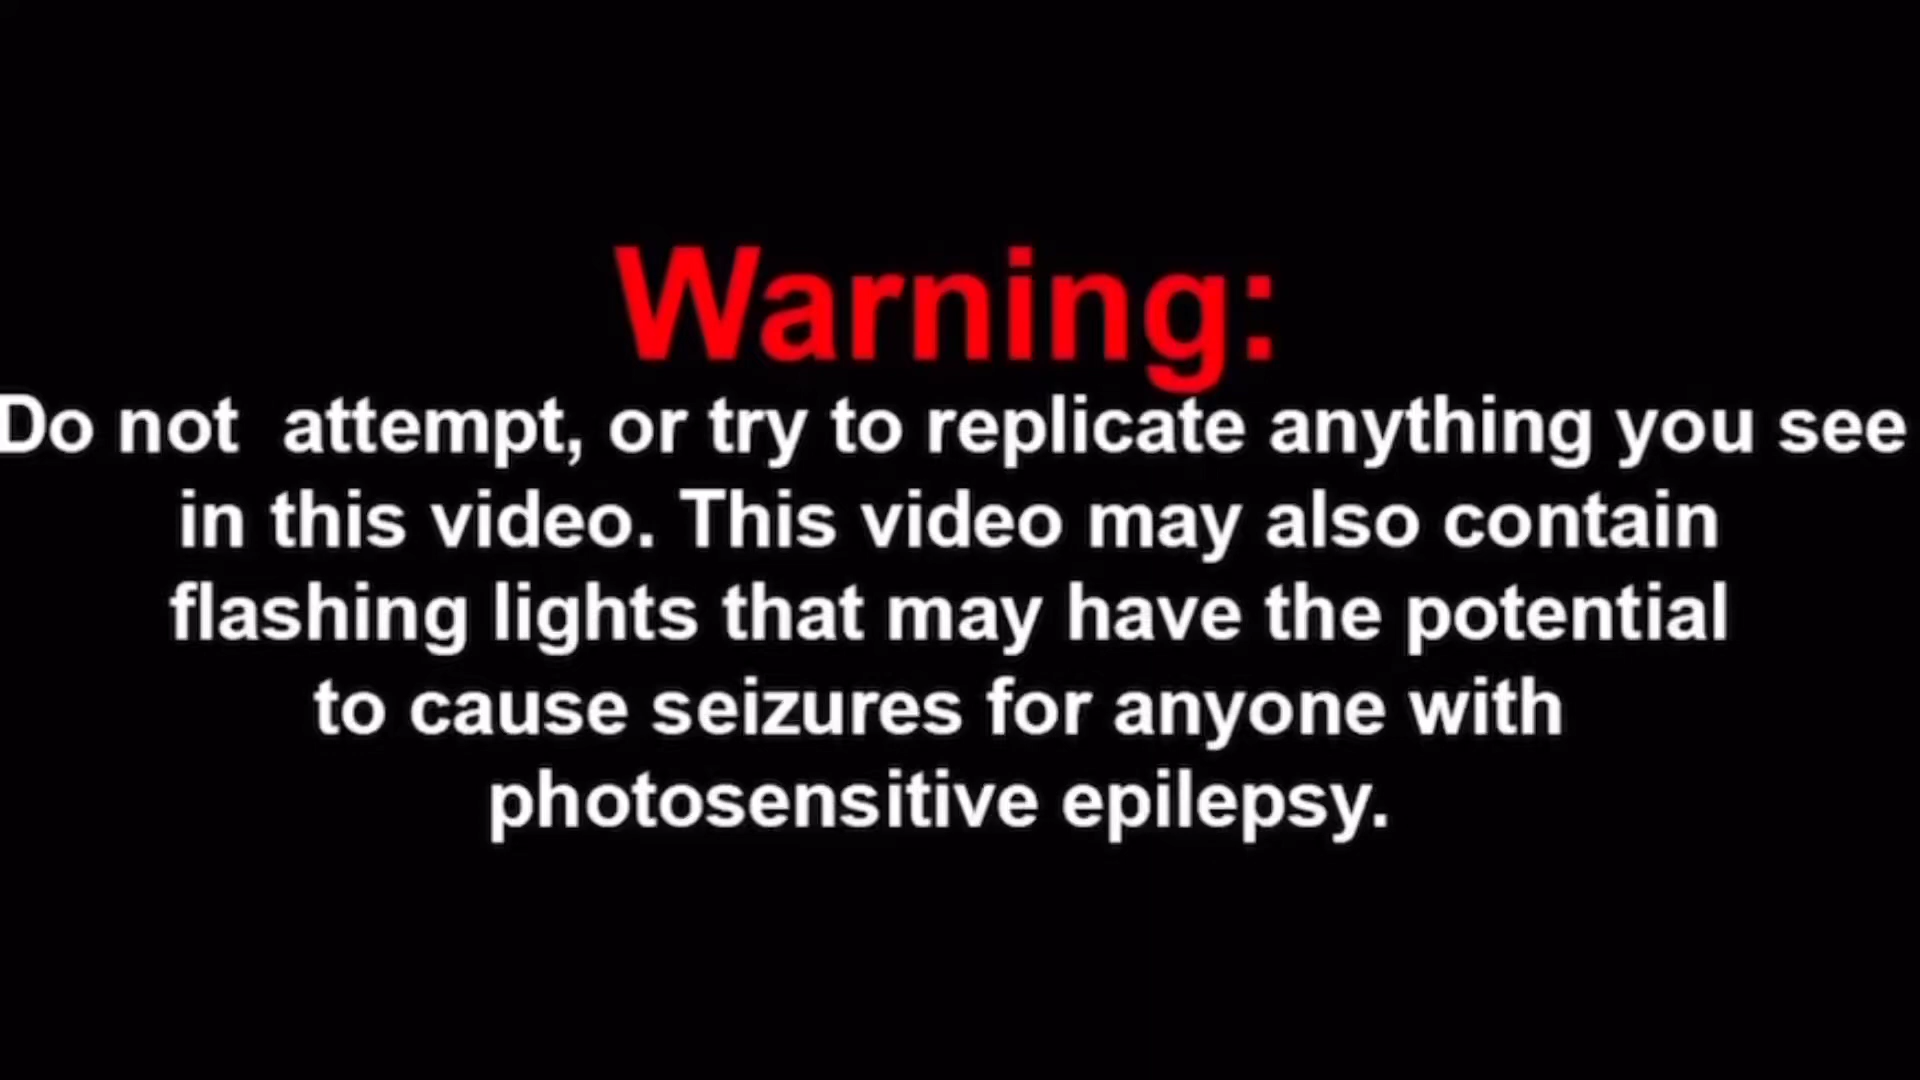 Warning:
Do not  attempt, or try to replicate anything you see
in this video. This video may also contain
flashing lights that may have the potential
to cause seizures for anyone with
photosensitive epilepsy.